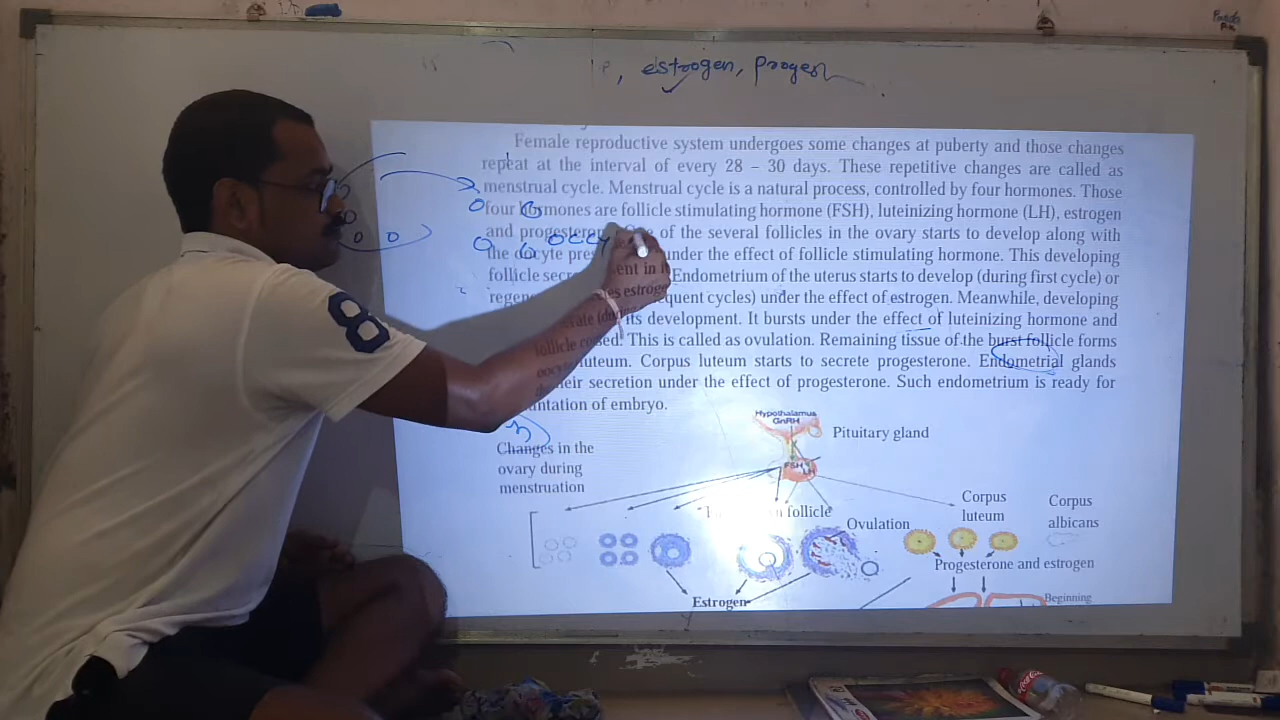 estrogen, proges
Female reproductive system undergoes some changes at puberty and those changes
repeat at the interval of every 28 – 30 days. These repetitive changes are called as
menstrual cycle. Menstrual cycle is a natural process, controlled by four hormones. Those
four hormones are follicle stimulating hormone (FSH), luteinizing hormone (LH), estrogen
and of the several follicles in the ovary starts to develop along with
the oocyte under the effect of follicle stimulating hormone. This developing
follicle Endometrium of the uterus starts to develop (during first cycle) or
cycles) under the effect of estrogen. Meanwhile, developing
follicle its development. It bursts under the effect of luteinizing hormone and
This is called as ovulation. Remaining tissue of the burst follicle forms
Corpus luteum starts to secrete progesterone. Endometrial glands
secretion under the effect of progesterone. Such endometrium is ready for
of embryo.
Hypothalamus
GnRH
Pituitary gland
FSH
LH
Changes in the
ovary during
menstruation
follicle
Ovulation
Corpus
luteum
Corpus
albicans
Progesterone and estrogen
Estrogen
Beginning
8